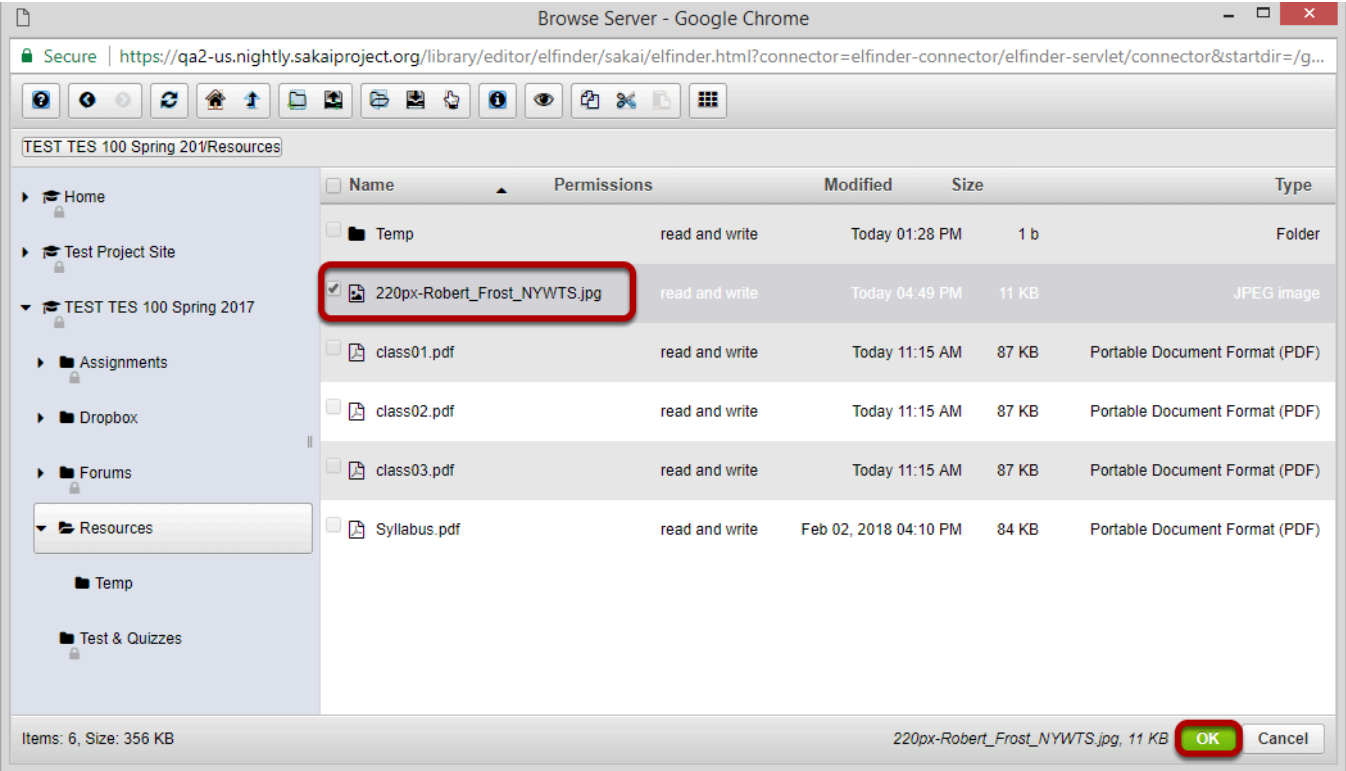 Browse Server - Google Chrome
Secure | https://qa2-us.nightly.sakaiproject.org/library/editor/elfinder/sakai/elfinder.html?connector=elfinder-connector/elfinder-servlet/connector&startdir=/g...
TEST TES 100 Spring 201/Resources
Name Permissions Modified Size Type
Home
Test Project Site
TEST TES 100 Spring 2017
Assignments
Dropbox
Forums
Resources
Temp
Test & Quizzes
Temp read and write Today 01:28 PM 1 b Folder
220px-Robert_Frost_NYWTS.jpg read and write Today 04:49 PM 11 KB JPEG image
class01.pdf read and write Today 11:15 AM 87 KB Portable Document Format (PDF)
class02.pdf read and write Today 11:15 AM 87 KB Portable Document Format (PDF)
class03.pdf read and write Today 11:15 AM 87 KB Portable Document Format (PDF)
Syllabus.pdf read and write Feb 02, 2018 04:10 PM 84 KB Portable Document Format (PDF)
Items: 6, Size: 356 KB
220px-Robert_Frost_NYWTS.jpg, 11 KB OK Cancel